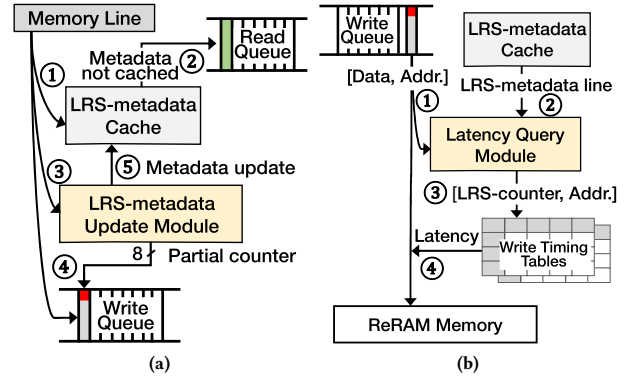 Memory Line
Read
Queue
Metadata
not cached
②
①
LRS-metadata
Cache
③
⑤ Metadata update
LRS-metadata
Update Module
8 Partial counter
④
Write
Queue
(a)
Write
Queue
LRS-metadata
Cache
[Data, Addr.]
LRS-metadata line
①
②
Latency Query
Module
③ [LRS-counter, Addr.]
Latency
Write Timing
Tables
④
ReRAM Memory
(b)